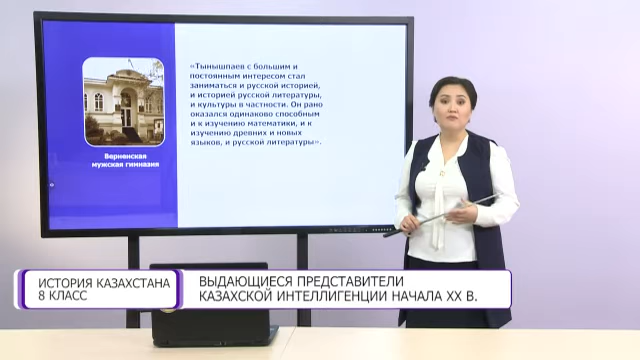 «Тынышпаев с большим и
постоянным интересом стал
заниматься и русской историей,
и историей русской литературы,
и культуры в частности. Он рано
оказался одинаково способным
и к изучению математики, и к
изучению древних и новых
языков, и русской литературы».
Верненская
мужская гимназия
ИСТОРИЯ КАЗАХСТАНА
8 КЛАСС
ВЫДАЮЩИЕСЯ ПРЕДСТАВИТЕЛИ
КАЗАХСКОЙ ИНТЕЛЛИГЕНЦИИ НАЧАЛА XX В.